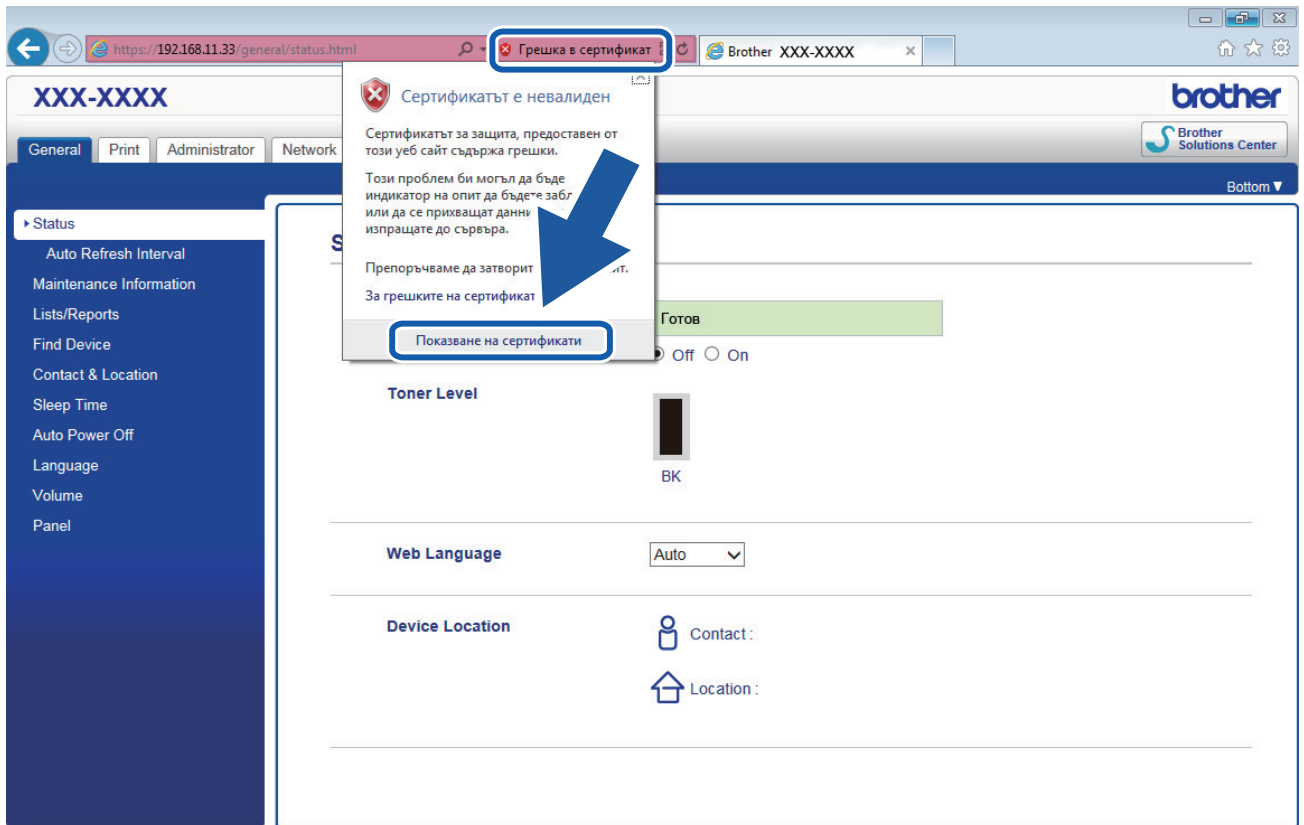 https://192.168.11.33/general/status.html
Грешка в сертификат
Brother XXX-XXXX
XXX-XXXX
brother
General
Print
Administrator
Network
Brother
Solutions Center
Bottom▼
Сертификатът е невалиден
Сертификатът за защита, предоставен от
този уеб сайт съдържа грешки.
Този проблем би могъл да бъде
индикатор на опит да бъдете
или да се прихващат
изпращате до сървъра.
Препоръчваме да
За грешките на
Показване на сертификати
Status
Auto Refresh Interval
Maintenance Information
Lists/Reports
Find Device
Contact & Location
Sleep Time
Auto Power Off
Language
Volume
Panel
Готов
Off
On
Toner Level
BK
Web Language
Auto
Device Location
Contact :
Location :